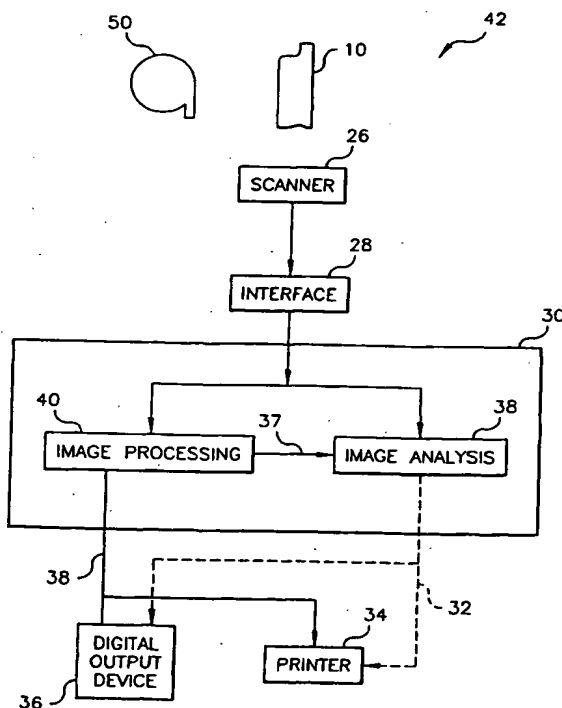 50
10
42
26
SCANNER
28
INTERFACE
30
40
37
38
IMAGE PROCESSING
IMAGE ANALYSIS
38
32
34
DIGITAL
OUTPUT
DEVICE
PRINTER
36